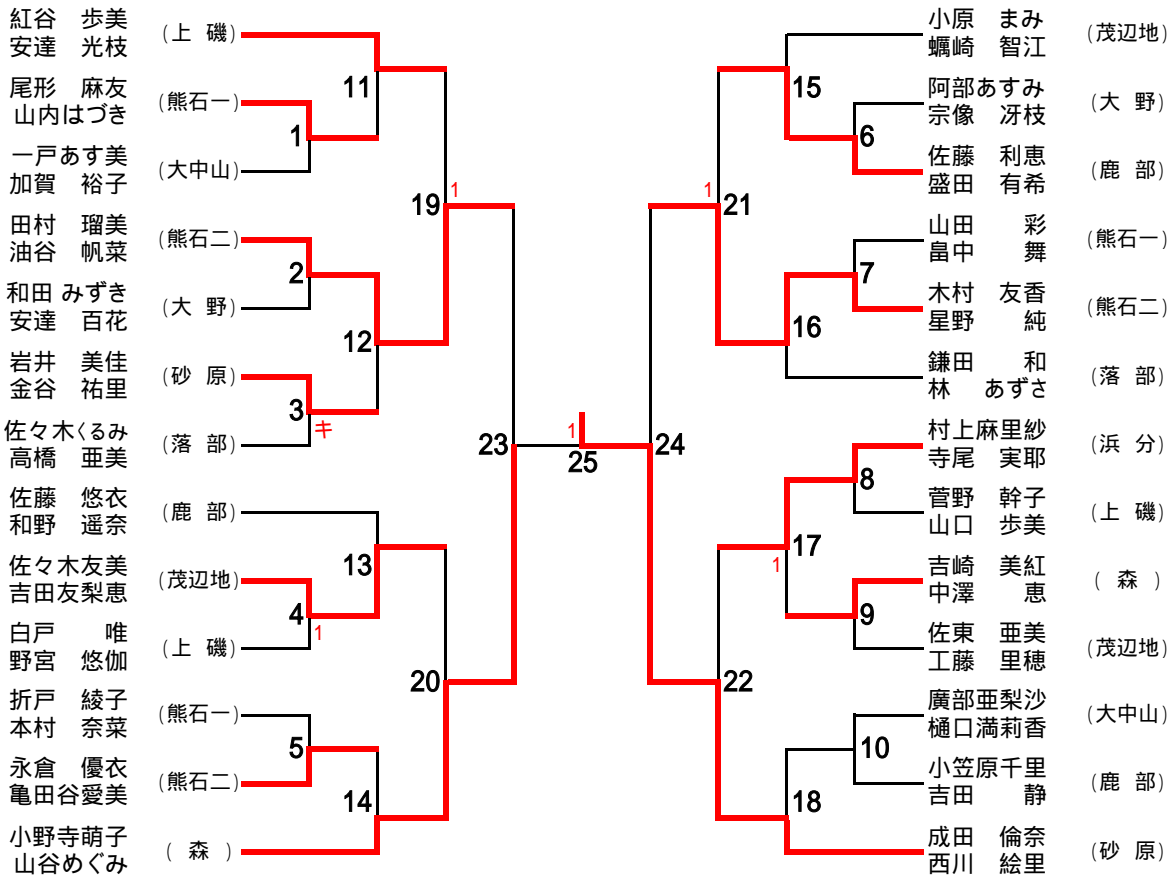 紅谷　歩美
安達　光枝
(上　磯)
尾形　麻友
山内はづき
(熊石一)
一戸あす美
加賀　裕子
(大中山)
田村　瑠美
油谷　帆菜
(熊石二)
和田 みずき
安達　百花
(大　野)
岩井　美佳
金谷　祐里
(砂　原)
佐々木くるみ
高橋　亜美
(落　部)
佐藤　悠衣
和野　遥奈
(鹿　部)
佐々木友美
吉田友梨恵
(茂辺地)
白戸　　唯
野宮　悠伽
(上　磯)
折戸　綾子
本村　奈菜
(熊石一)
永倉　優衣
亀田谷愛美
(熊石二)
小野寺萌子
山谷めぐみ
(　森　)
1
2
3
キ
4
1
5
11
12
13
14
19
1
20
23
1
25
24
1
21
22
15
16
17
1
18
6
7
8
9
10
小原　まみ
蠣崎　智江
(茂辺地)
阿部あすみ
宗像　冴枝
(大　野)
佐藤　利恵
盛田　有希
(鹿　部)
山田　　彩
畠中　　舞
(熊石一)
木村　友香
星野　　純
(熊石二)
鎌田　　和
林　あずさ
(落　部)
村上麻里紗
寺尾　実耶
(浜　分)
菅野　幹子
山口　歩美
(上　磯)
吉崎　美紅
中澤　　恵
(　森　)
佐東　亜美
工藤　里穂
(茂辺地)
廣部亜梨沙
樋口満莉香
(大中山)
小笠原千里
吉田　　静
(鹿　部)
成田　倫奈
西川　絵里
(砂　原)